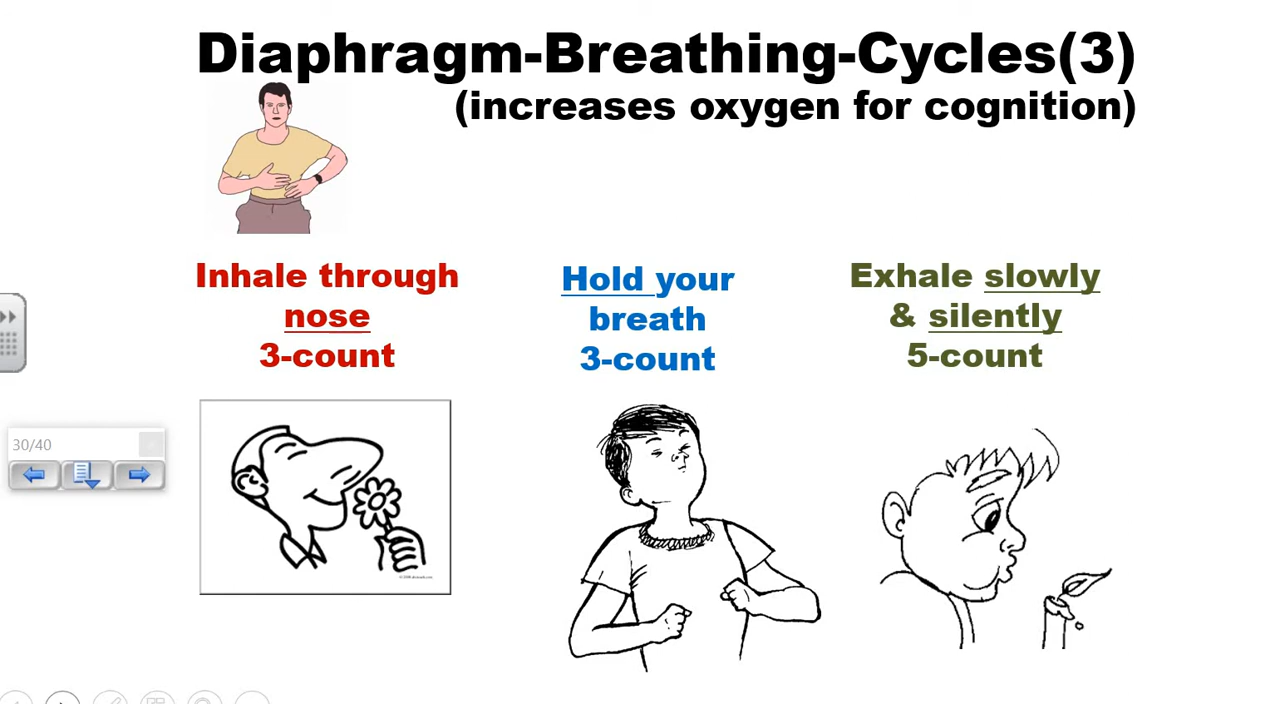 Diaphragm-Breathing-Cycles(3)
(increases oxygen for cognition)
Inhale through
nose
3-count
Hold your
breath
3-count
Exhale slowly
& silently
5-count
30/40